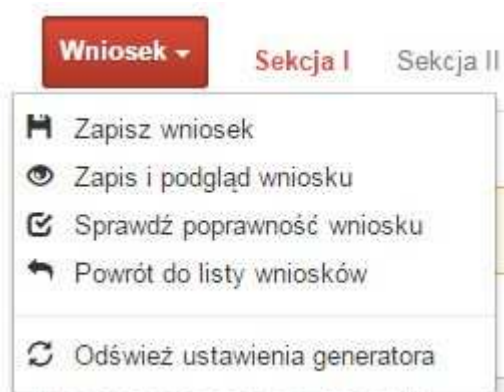 Wniosek Sekcja I Sekcja II
Zapisz wniosek
Zapis i podgląd wniosku
Sprawdź poprawność wniosku
Powrót do listy wniosków
Odśwież ustawienia generatora